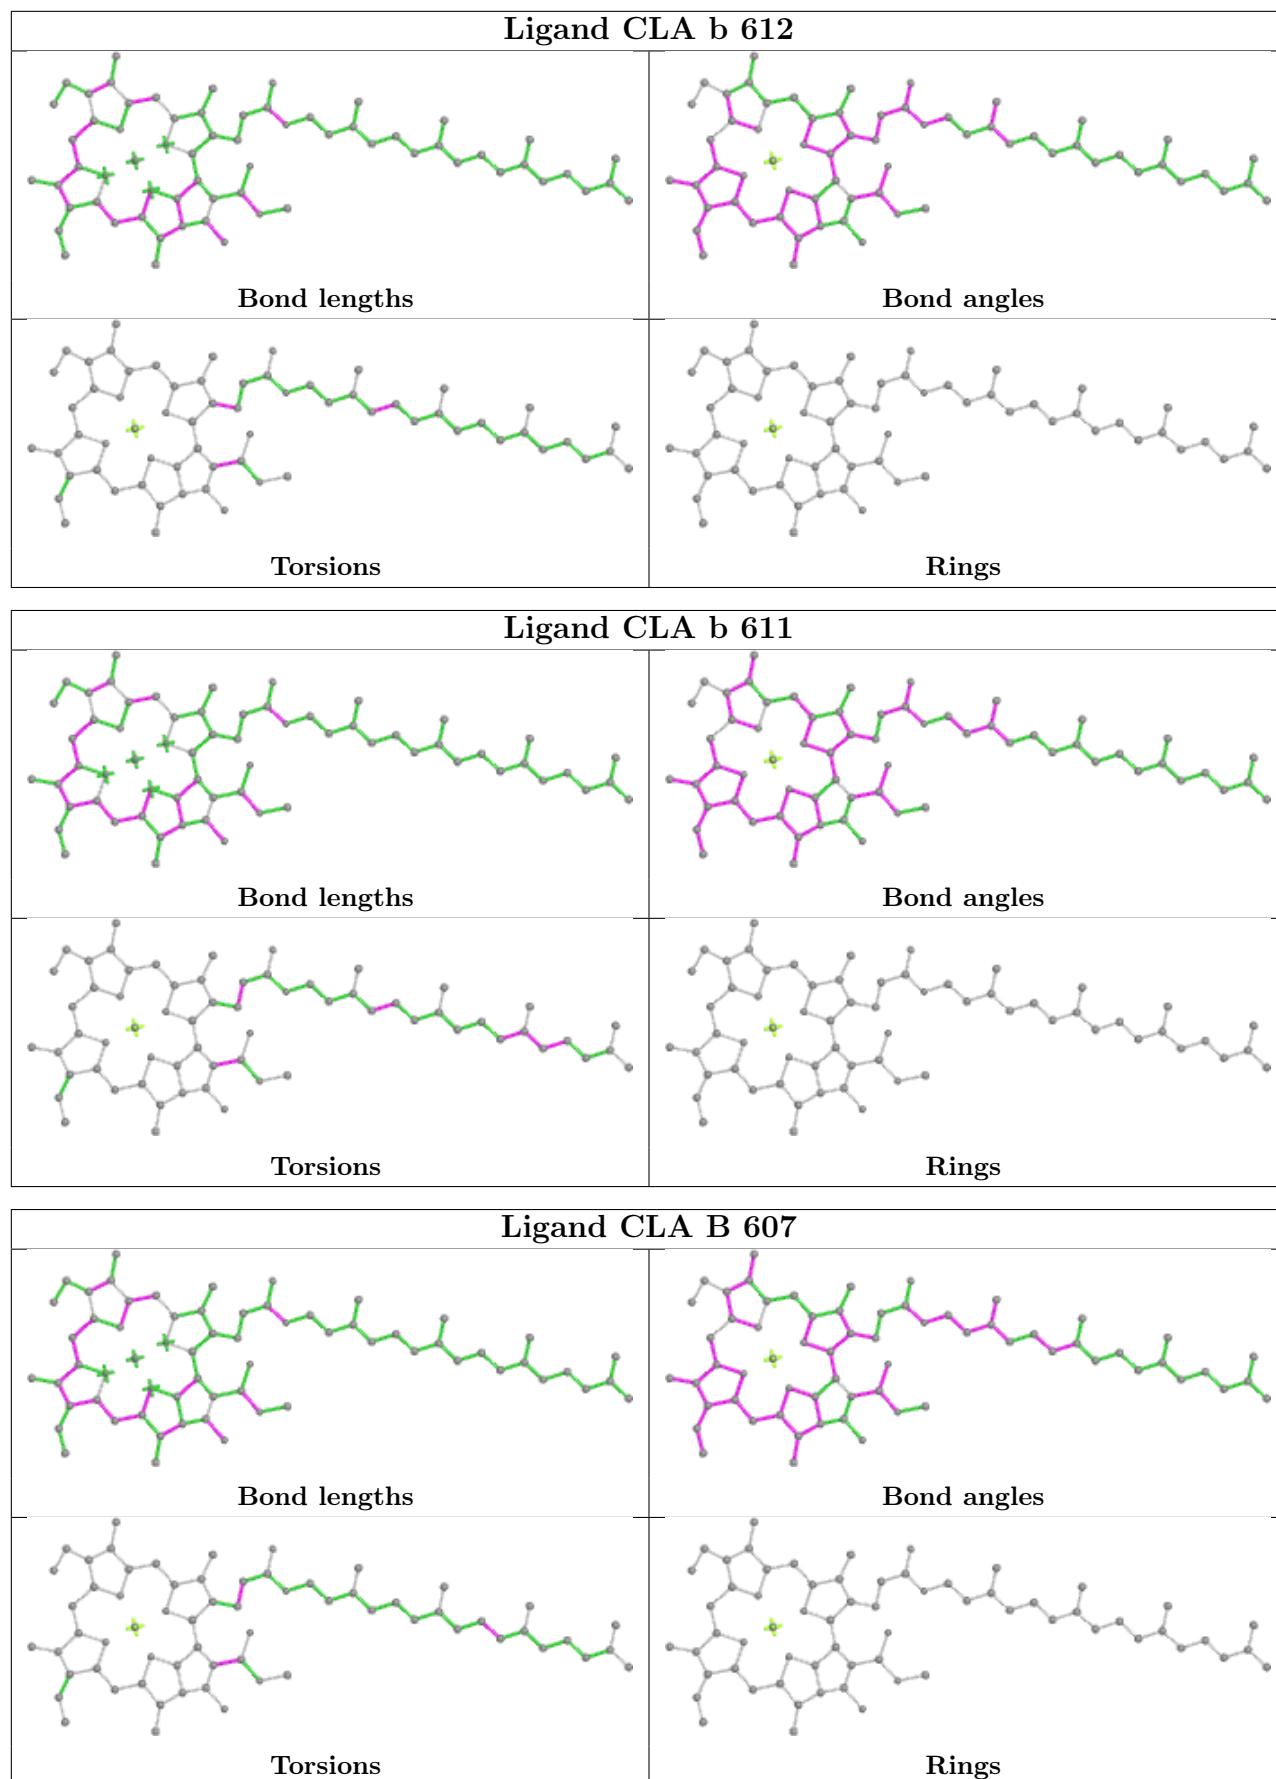 Ligand CLA b 612
Bond lengths
Bond angles
Torsions
Rings
Ligand CLA b 611
Bond lengths
Bond angles
Torsions
Rings
Ligand CLA B 607
Bond lengths
Bond angles
Torsions
Rings